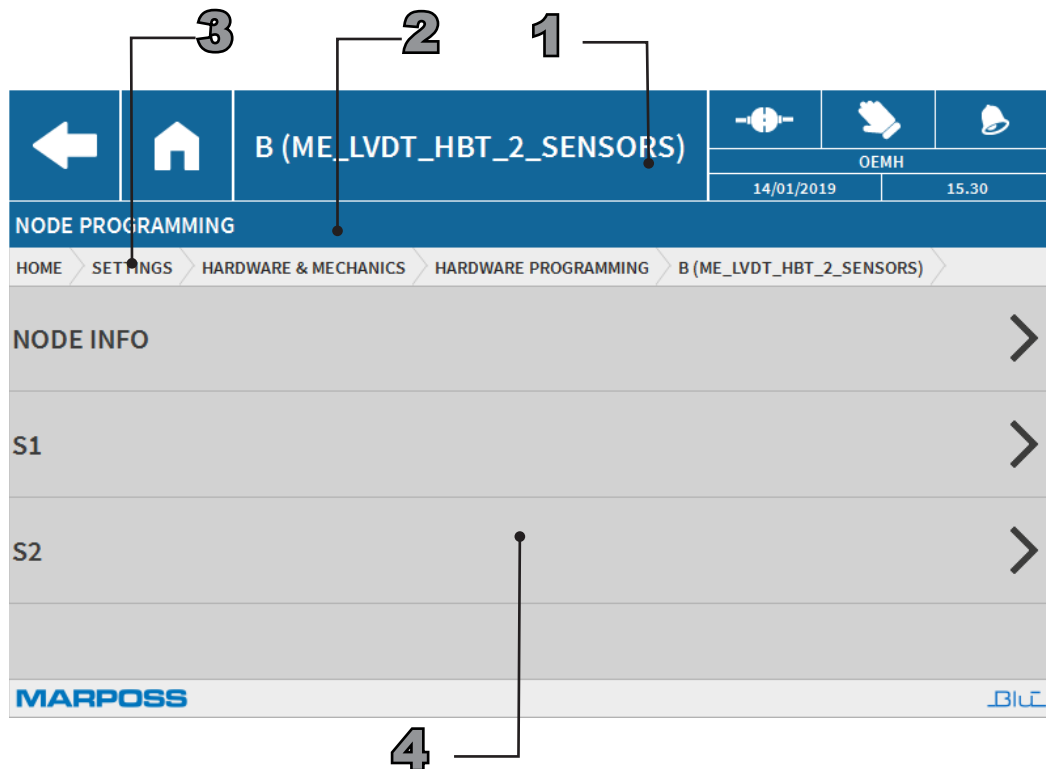 3 2 1
B (ME_LVDT_HBT_2_SENSORS)
OEMH
14/01/2019 15.30
NODE PROGRAMMING
HOME SETTINGS HARDWARE & MECHANICS HARDWARE PROGRAMMING B (ME_LVDT_HBT_2_SENSORS)
NODE INFO
S1
S2
MARPOSS Blú
4